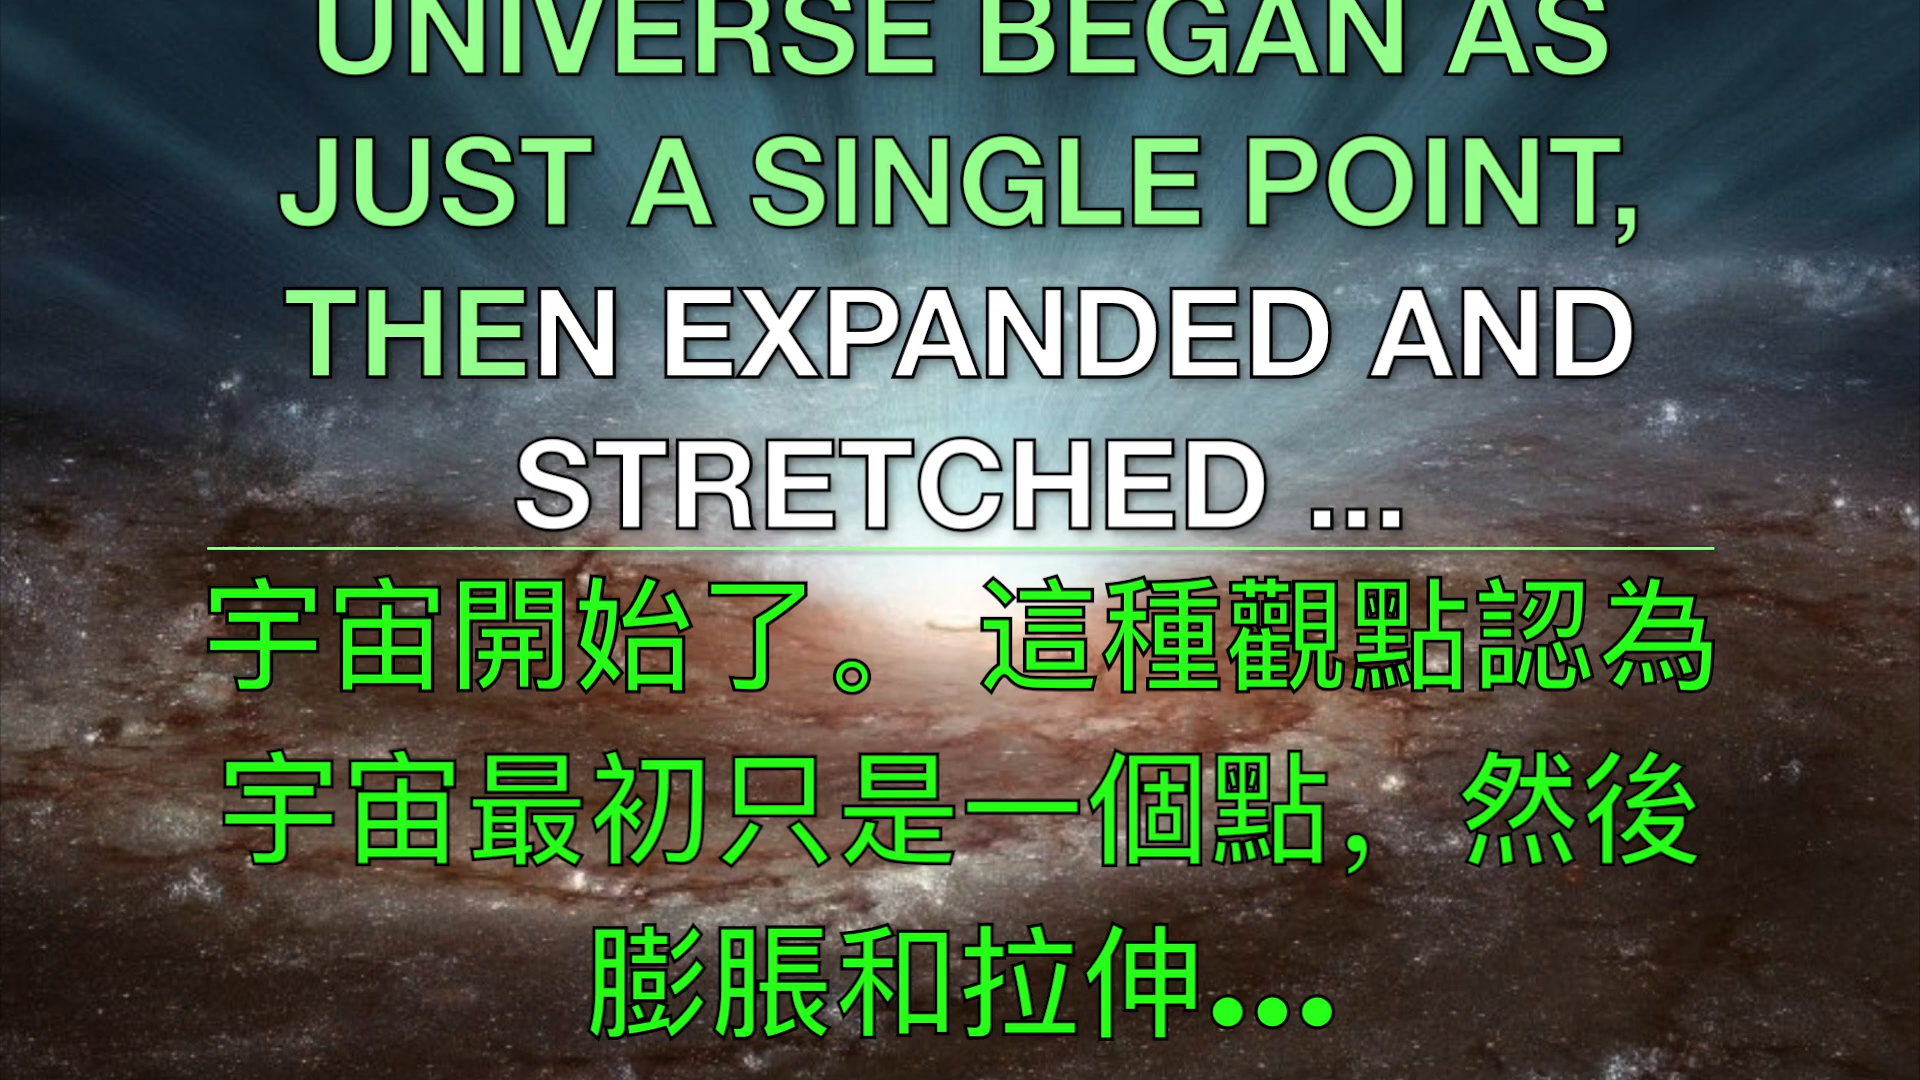 UNIVERSE BEGAN AS
JUST A SINGLE POINT,
THEN EXPANDED AND
STRETCHED ...
宇宙開始了。 這種觀點認為
宇宙最初只是一個點， 然後
膨脹和拉伸...